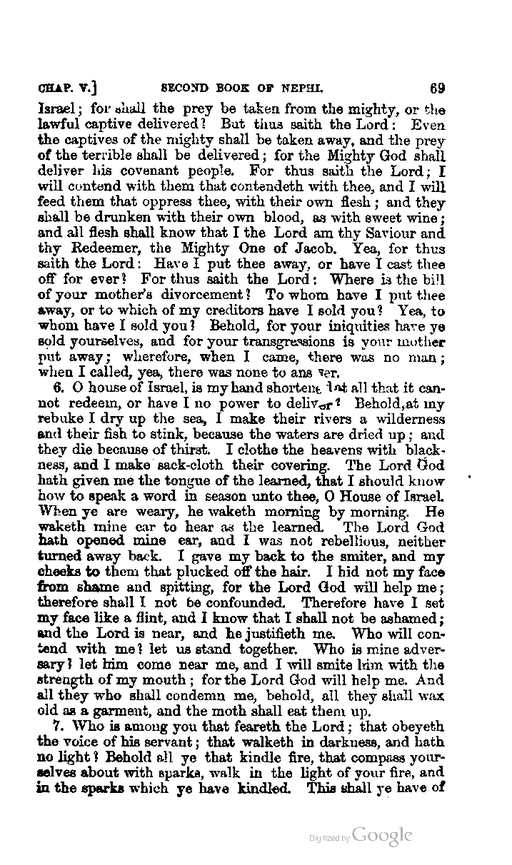 CHAP. V.] SECOND BOOK OF NEPHI. 69
Israel; for shall the prey be taken from the mighty, or the
lawful captive delivered? But thus saith the Lord: Even
the captives of the mighty shall be taken away, and the prey
of the terrible shall be delivered; for the Mighty God shall
deliver his covenant people. For thus saith the Lord; I
will contend with them that contendeth with thee, and I will
feed them that oppress thee, with their own flesh; and they
shall be drunken with their own blood, as with sweet wine;
and all flesh shall know that I the Lord am thy Saviour and
thy Redeemer, the Mighty One of Jacob. Yea, for thus
saith the Lord: Have I put thee away, or have I cast thee
off for ever? For thus saith the Lord: Where is the bill
of your mother's divorcement? To whom have I put thee
away, or to which of my creditors have I sold you? Yea, to
whom have I sold you? Behold, for your iniquities have ye
sold yourselves, and for your transgressions is your mother
put away; wherefore, when I came, there was no man;
when I called, yea, there was none to answer.
6. O house of Israel, is my hand shortened at all that it can-
not redeem, or have I no power to deliver? Behold, at my
rebuke I dry up the sea, I make their rivers a wilderness
and their fish to stink, because the waters are dried up; and
they die because of thirst. I clothe the heavens with black-
ness, and I make sack-cloth their covering. The Lord God
hath given me the tongue of the learned, that I should know
how to speak a word in season unto thee, O House of Israel.
When ye are weary, he waketh morning by morning. He
waketh mine ear to hear as the learned. The Lord God
hath opened mine ear, and I was not rebellious, neither
turned away back. I gave my back to the smiter, and my
cheeks to them that plucked off the hair. I hid not my face
from shame and spitting, for the Lord God will help me;
therefore shall I not be confounded. Therefore have I set
my face like a flint, and I know that I shall not be ashamed;
and the Lord is near, and he justifieth me. Who will con-
tend with me? let us stand together. Who is mine adver-
sary? let him come near me, and I will smite him with the
strength of my mouth; for the Lord God will help me. And
all they who shall condemn me, behold, all they shall wax
old as a garment, and the moth shall eat them up.
7. Who is among you that feareth the Lord; that obeyeth
the voice of his servant; that walketh in darkness, and hath
no light? Behold all ye that kindle fire, that compass your-
selves about with sparks, walk in the light of your fire, and
in the sparks which ye have kindled. This shall ye have of
Digitized by Google